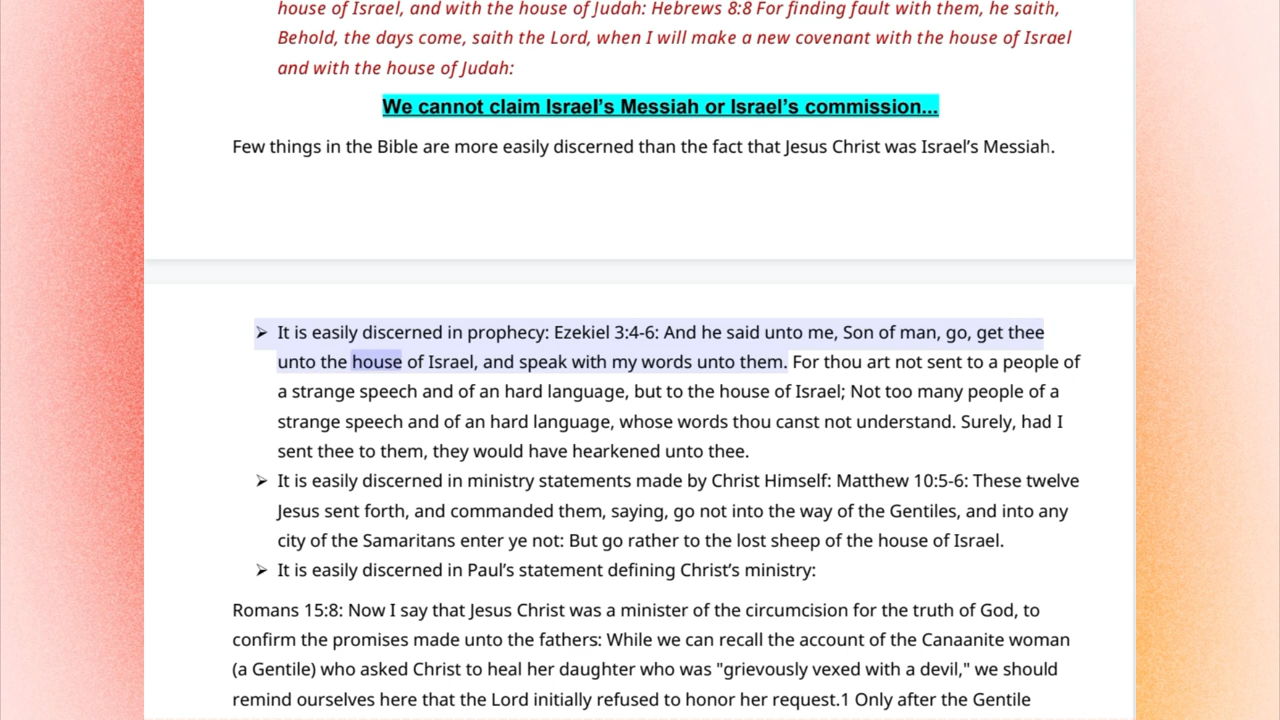 house of Israel, and with the house of Judah: Hebrews 8:8 For finding fault with them, he saith,
Behold, the days come, saith the Lord, when I will make a new covenant with the house of Israel
and with the house of Judah:
We cannot claim Israel’s Messiah or Israel’s commission...
Few things in the Bible are more easily discerned than the fact that Jesus Christ was Israel’s Messiah.
➢ It is easily discerned in prophecy: Ezekiel 3:4-6: And he said unto me, Son of man, go, get thee
unto the house of Israel, and speak with my words unto them. For thou art not sent to a people of
a strange speech and of an hard language, but to the house of Israel; Not too many people of a
strange speech and of an hard language, whose words thou canst not understand. Surely, had I
sent thee to them, they would have hearkened unto thee.
➢ It is easily discerned in ministry statements made by Christ Himself: Matthew 10:5-6: These twelve
Jesus sent forth, and commanded them, saying, go not into the way of the Gentiles, and into any
city of the Samaritans enter ye not: But go rather to the lost sheep of the house of Israel.
➢ It is easily discerned in Paul’s statement defining Christ’s ministry:
Romans 15:8: Now I say that Jesus Christ was a minister of the circumcision for the truth of God, to
confirm the promises made unto the fathers: While we can recall the account of the Canaanite woman
(a Gentile) who asked Christ to heal her daughter who was "grievously vexed with a devil," we should
remind ourselves here that the Lord initially refused to honor her request.1 Only after the Gentile